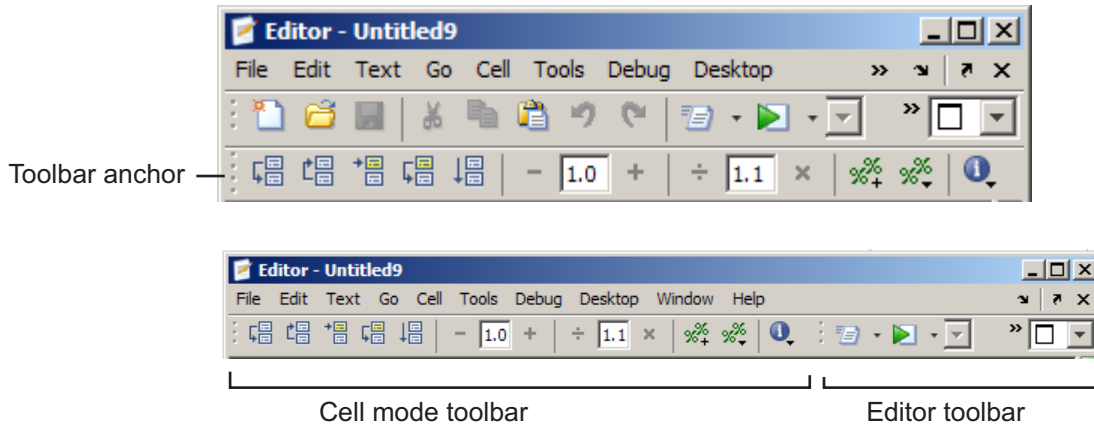 Editor - Untitled9
File Edit Text Go Cell Tools Debug Desktop »
»
Toolbar anchor
− 1.0 + ÷ 1.1 × %%+ %% i
Editor - Untitled9
File Edit Text Go Cell Tools Debug Desktop Window Help
− 1.0 + ÷ 1.1 × %%+ %% i »
Cell mode toolbar Editor toolbar